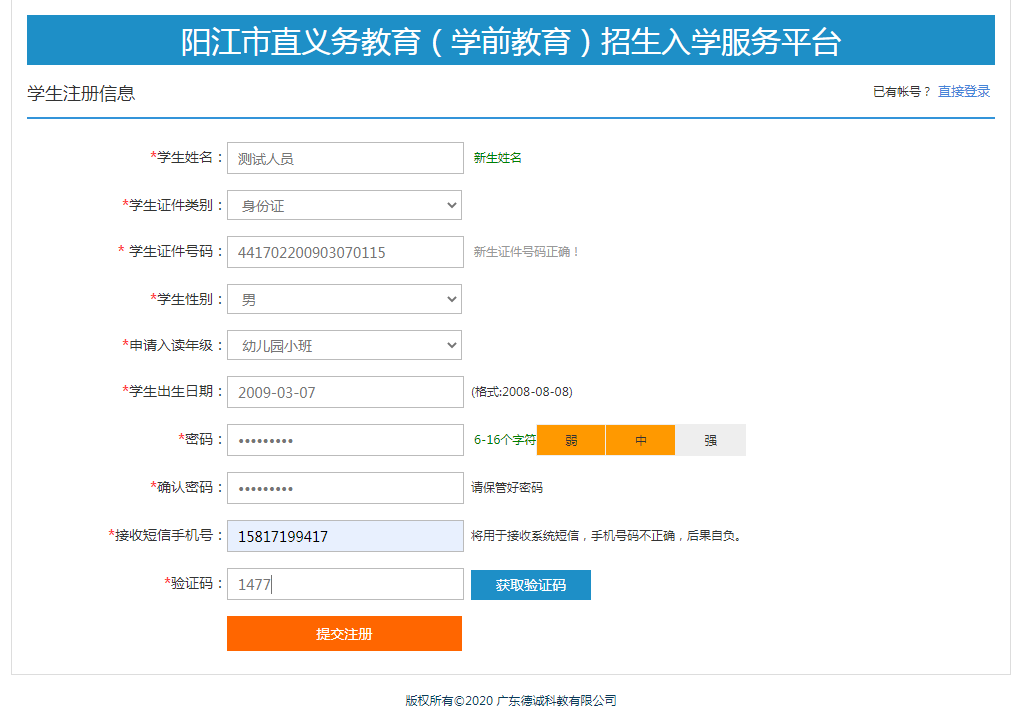 阳江市直义务教育（学前教育）招生入学服务平台
学生注册信息 已有帐号？ 直接登录
*学生姓名： 测试人员 新生姓名
*学生证件类别： 身份证
* 学生证件号码： 441702200903070115 新生证件号码正确！
*学生性别： 男
*申请入读年级： 幼儿园小班
*学生出生日期： 2009-03-07 (格式:2008-08-08)
*密码： ••••••••• 6-16个字符 弱 中 强
*确认密码： ••••••••• 请保管好密码
*接收短信手机号： 15817199417 将用于接收系统短信，手机号码不正确，后果自负。
*验证码： 1477 获取验证码
提交注册
版权所有©2020 广东德诚科教有限公司